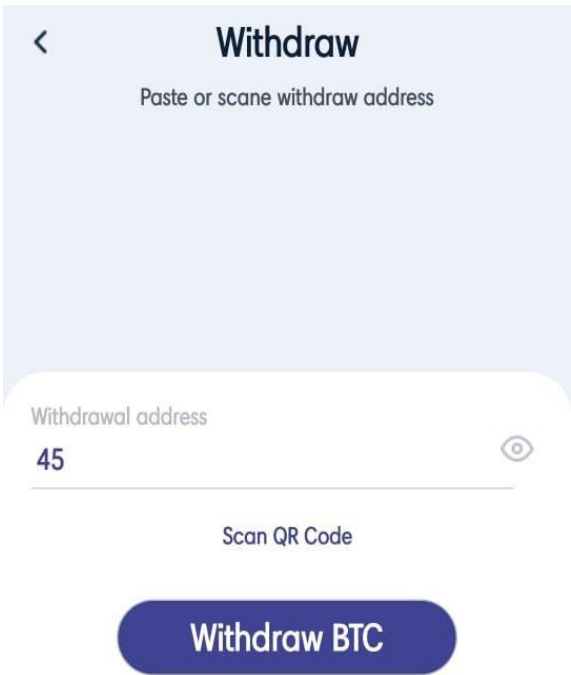 Withdraw
Paste or scane withdraw address
Withdrawal address
45
Scan QR Code
Withdraw BTC